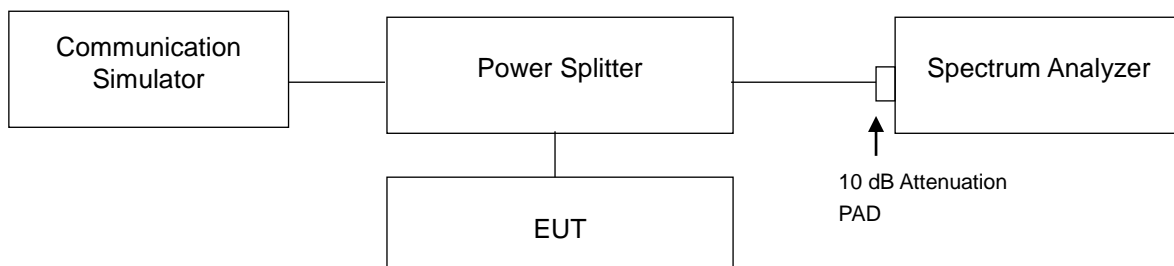 Communication
Simulator
Power Splitter
Spectrum Analyzer
10 dB Attenuation
PAD
EUT